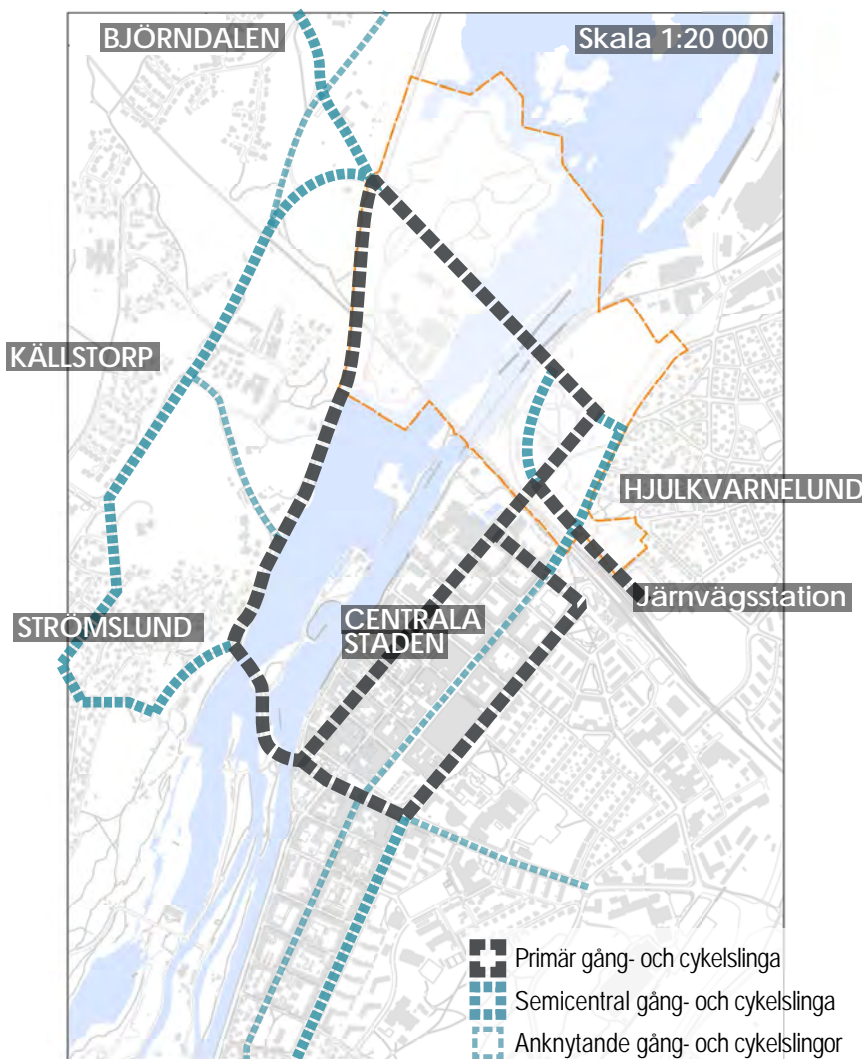 BJÖRNDALEN
Skala 1:20 000
KÄLLSTORP
HJULKVARNELUND
Järnvägsstation
STRÖMSLUND
CENTRALA
STADEN
Primär gång- och cykelslinga
Semicentral gång- och cykelslinga
Anknytande gång- och cykelslingor